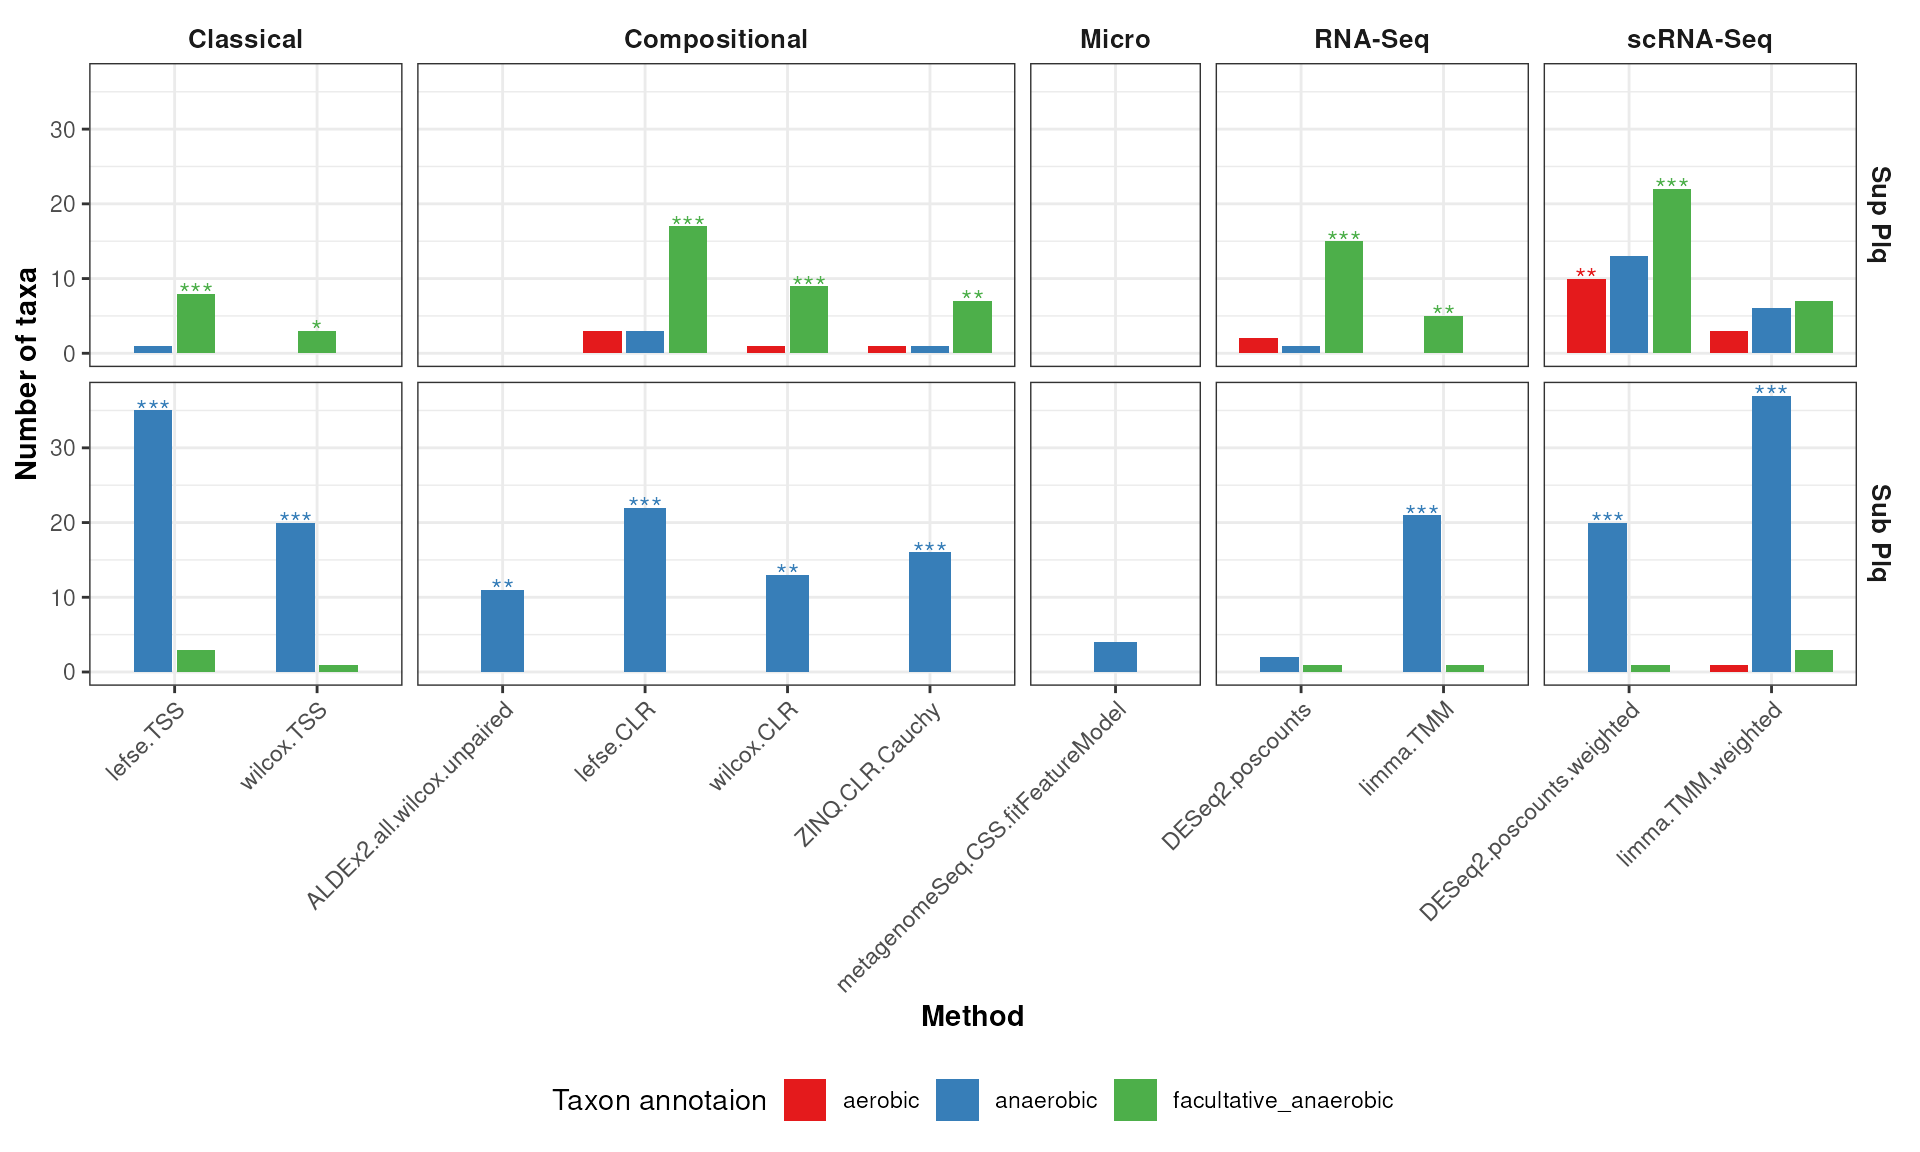 Classical Compositional Micro RNA-Seq scRNA-Seq
Number of taxa
30
20
10
0
*** * *** *** ** *** ** ** ***
Sup Plq
30
20
10
0
*** *** ** *** ** *** *** *** ***
Sub Plq
lefse.TSS
wilcox.TSS
ALDEx2.all.wilcox.unpaired
lefse.CLR
wilcox.CLR
ZINQ.CLR.Cauchy
metagenomeSeq.CSS.fitFeatureModel
DESeq2.poscounts
limma.TMM
DESeq2.poscounts.weighted
limma.TMM.weighted
Method
Taxon annotaion aerobic anaerobic facultative_anaerobic